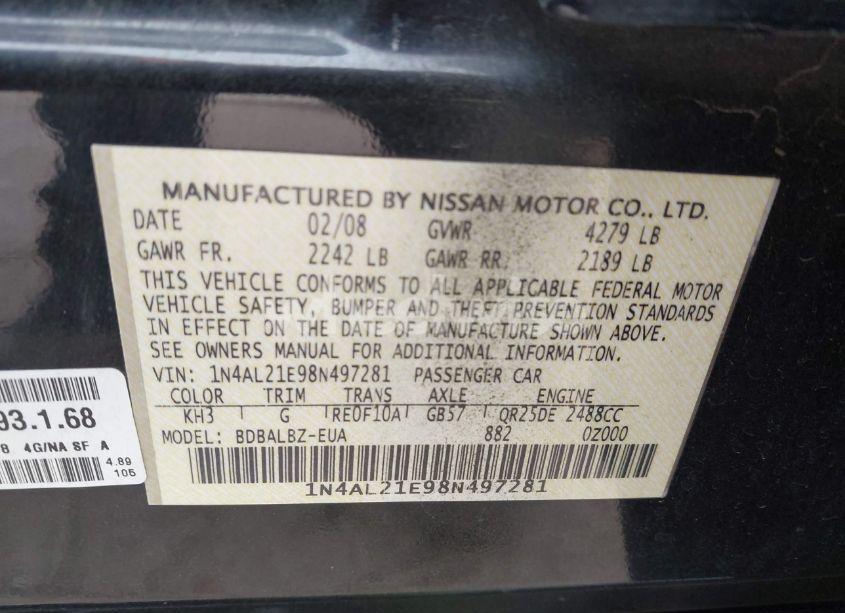 MANUFACTURED BY NISSAN MOTOR CO., LTD.
DATE 02/08 GVWR 4279 LB
GAWR FR. 2242 LB GAWR RR. 2189 LB
THIS VEHICLE CONFORMS TO ALL APPLICABLE FEDERAL MOTOR
VEHICLE SAFETY, BUMPER AND THEFT PREVENTION STANDARDS
IN EFFECT ON THE DATE OF MANUFACTURE SHOWN ABOVE.
SEE OWNERS MANUAL FOR ADDITIONAL INFORMATION.
VIN: 1N4AL21E98N497281 PASSENGER CAR
COLOR TRIM TRANS AXLE ENGINE
KH3 G RE0F10A GB57 QR25DE 2488CC
MODEL: BDBALBZ-EUA 882 0Z000
1N4AL21E98N497281
93.1.68
8 4G/NA SF A
4.89
105